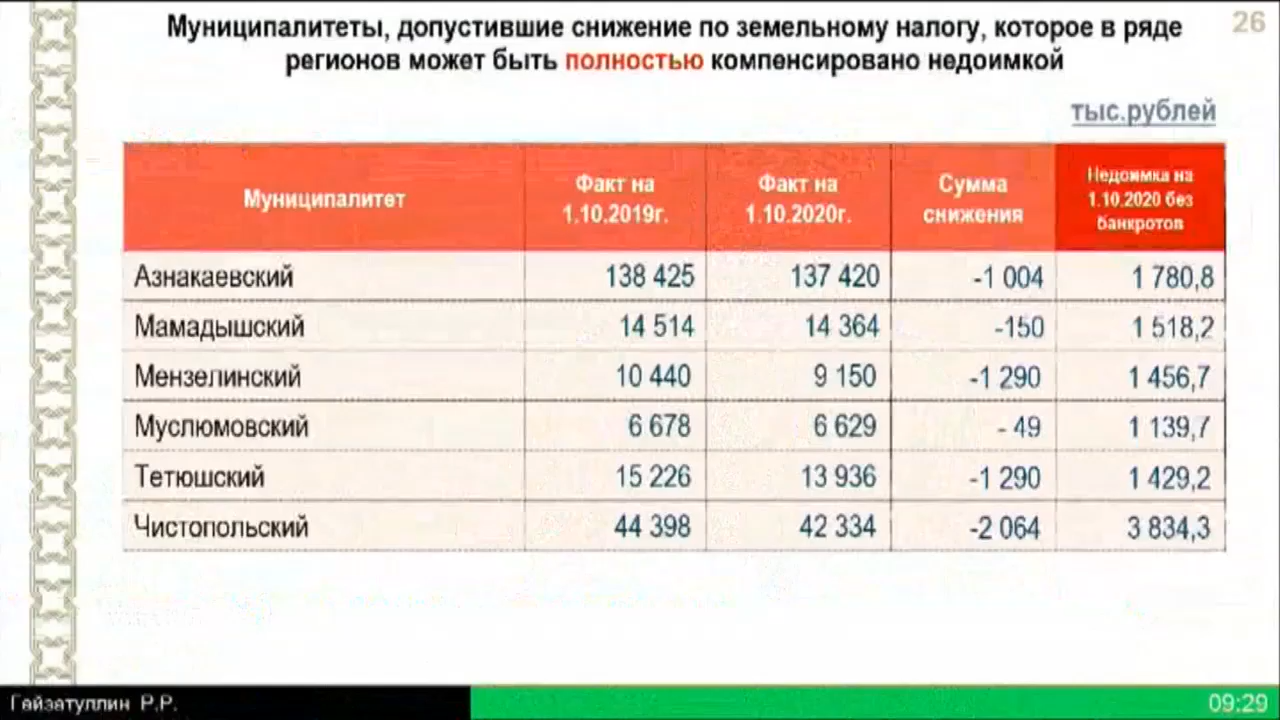 26
Муниципалитеты, допустившие снижение по земельному налогу, которое в ряде
регионов может быть полностью компенсировано недоимкой
тыс.рублей
Муниципалитет Факт на 1.10.2019г. Факт на 1.10.2020г. Сумма снижения Недоимка на 1.10.2020 без банкротов
Азнакаевский 138 425 137 420 -1 004 1 780,8
Мамадышский 14 514 14 364 -150 1 518,2
Мензелинский 10 440 9 150 -1 290 1 456,7
Муслюмовский 6 678 6 629 - 49 1 139,7
Тетюшский 15 226 13 936 -1 290 1 429,2
Чистопольский 44 398 42 334 -2 064 3 834,3
Гайзатуллин Р.Р. 09:29